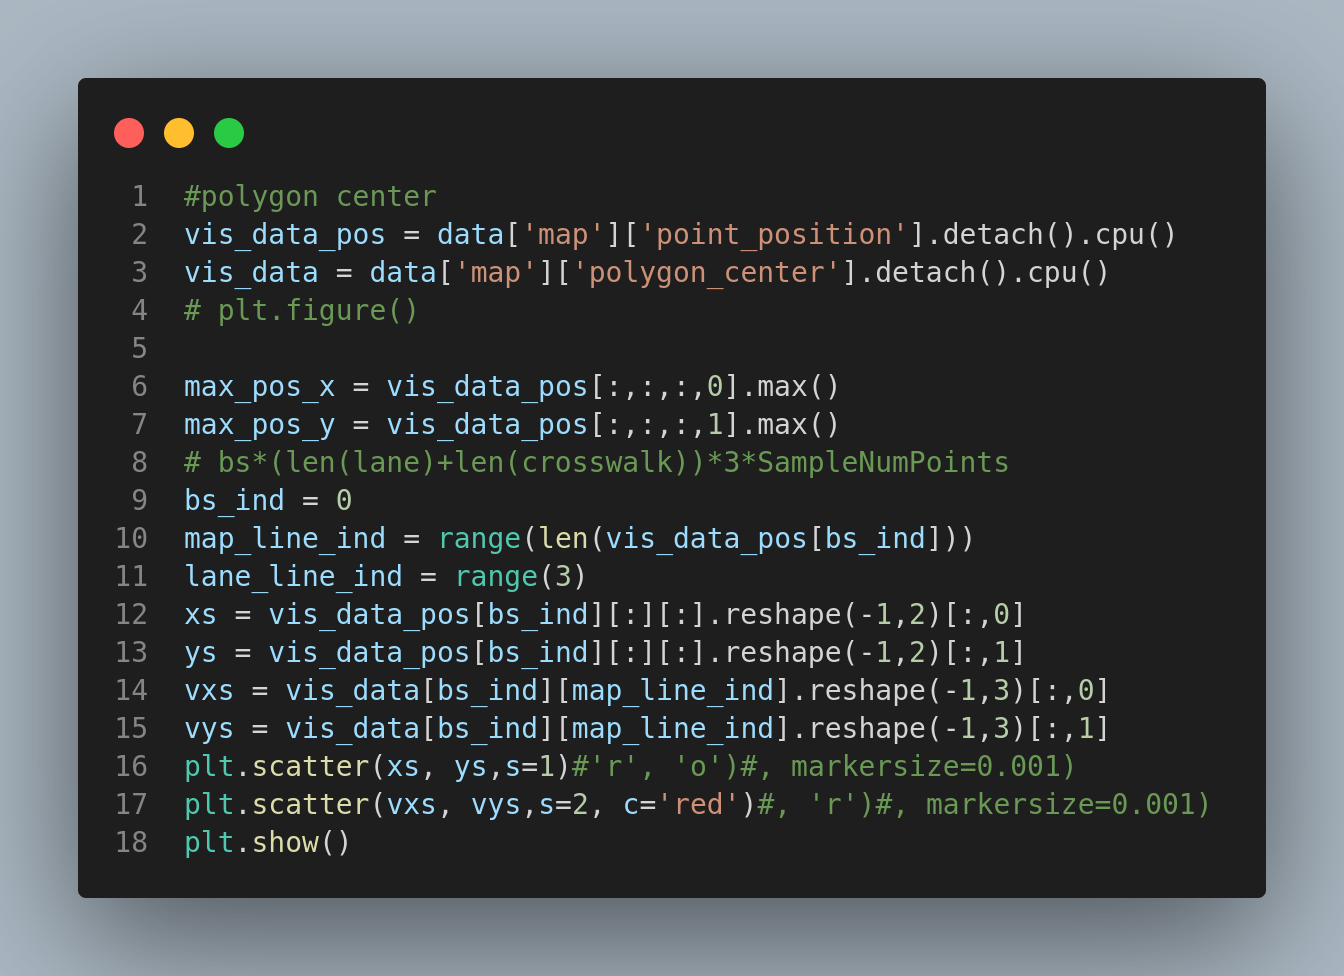 1 #polygon center
2 vis_data_pos = data['map']['point_position'].detach().cpu()
3 vis_data = data['map']['polygon_center'].detach().cpu()
4 # plt.figure()
5
6 max_pos_x = vis_data_pos[:,:,:,0].max()
7 max_pos_y = vis_data_pos[:,:,:,1].max()
8 # bs*(len(lane)+len(crosswalk))*3*SampleNumPoints
9 bs_ind = 0
10 map_line_ind = range(len(vis_data_pos[bs_ind]))
11 lane_line_ind = range(3)
12 xs = vis_data_pos[bs_ind][:][:].reshape(-1,2)[:,0]
13 ys = vis_data_pos[bs_ind][:][:].reshape(-1,2)[:,1]
14 vxs = vis_data[bs_ind][map_line_ind].reshape(-1,3)[:,0]
15 vys = vis_data[bs_ind][map_line_ind].reshape(-1,3)[:,1]
16 plt.scatter(xs, ys,s=1)#'r', 'o')#, markersize=0.001)
17 plt.scatter(vxs, vys,s=2, c='red')#, 'r')#, markersize=0.001)
18 plt.show()